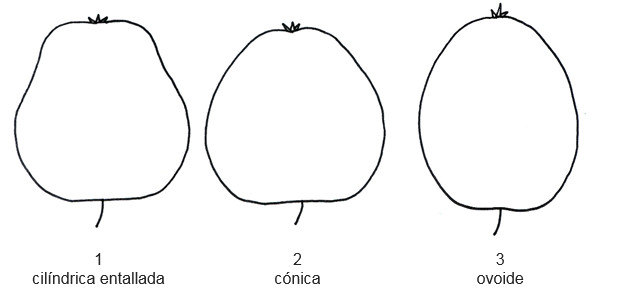 1
cilíndrica entallada
2
cónica
3
ovoide